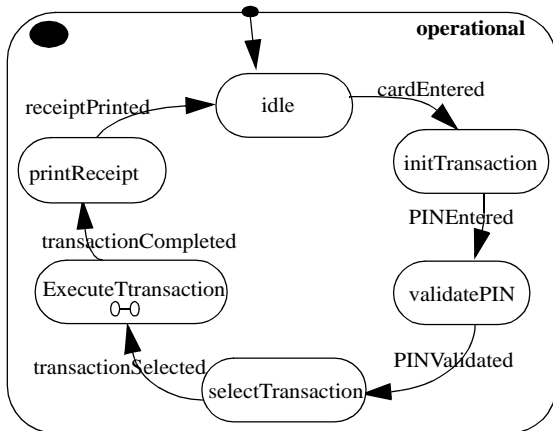 operational
cardEntered
receiptPrinted
idle
initTransaction
printReceipt
PINEntered
transactionCompleted
ExecuteTtransaction
validatePIN
PINValidated
transactionSelected
selectTransaction